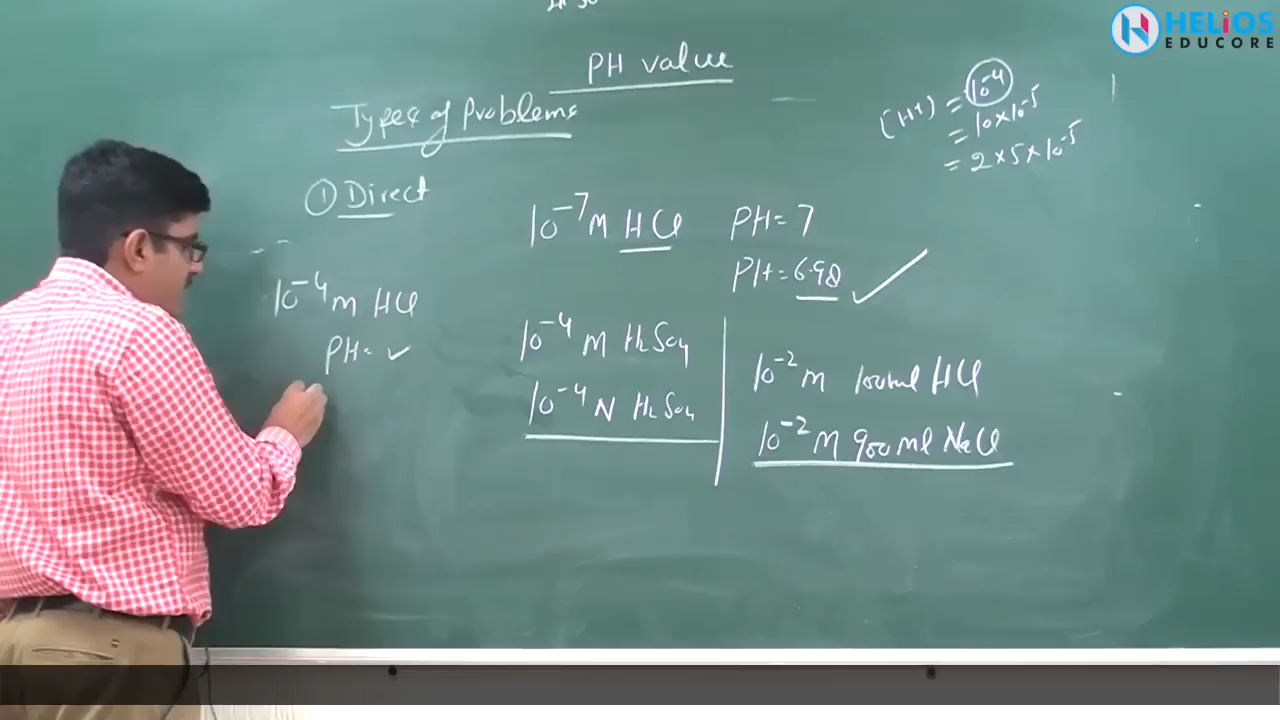 HELiOS
EDUCORE
PH value
Types of Problems
① Direct
10⁻⁴ M HCl
PH= ✓
10⁻⁷ M HCl
PH= 7
PH= 6.98 ✓
10⁻⁴ M H₂SO₄
10⁻⁴ N H₂SO₄
10⁻² M 100ml HCl
10⁻² M 900 ml NaCl
[H+) = 10⁻⁴
= 10×10⁻⁵
= 2×5×10⁻⁵